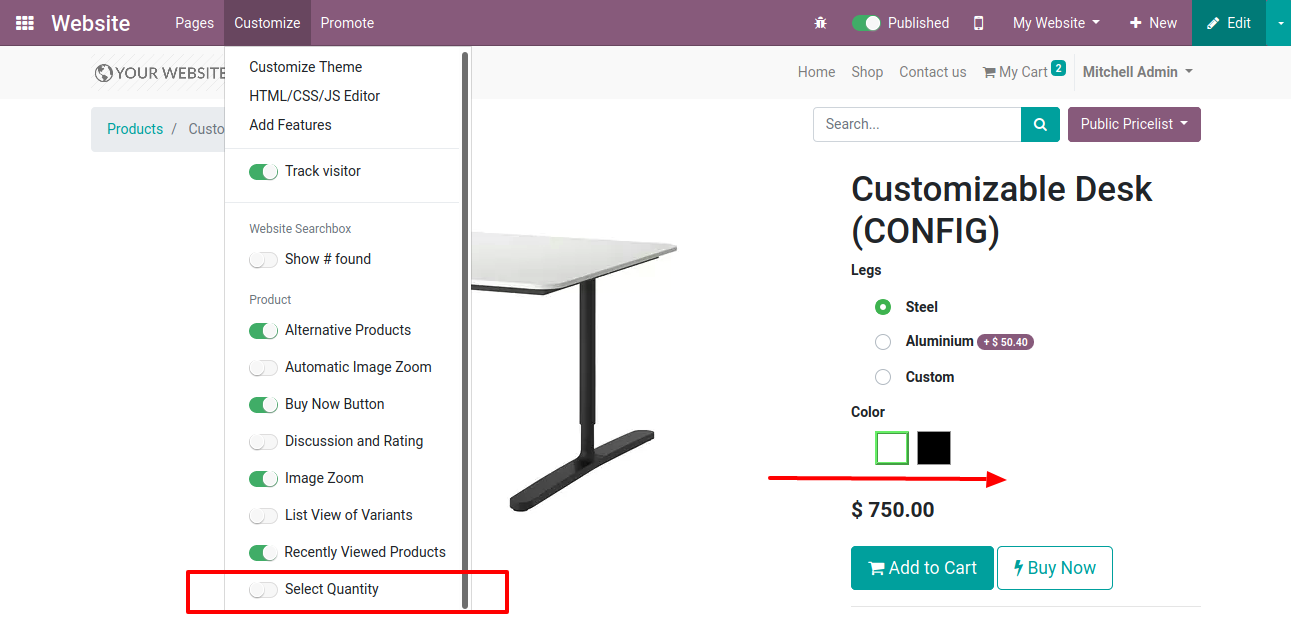 Website
Pages
Customize
Promote
Published
My Website
New
Edit
YOUR WEBSITE
Home
Shop
Contact us
My Cart 2
Mitchell Admin
Customize Theme
HTML/CSS/JS Editor
Add Features
Track visitor
Website Searchbox
Show # found
Product
Alternative Products
Automatic Image Zoom
Buy Now Button
Discussion and Rating
Image Zoom
List View of Variants
Recently Viewed Products
Select Quantity
Products / Custo
Search...
Public Pricelist
Customizable Desk
(CONFIG)
Legs
Steel
Aluminium + $ 50.40
Custom
Color
$ 750.00
Add to Cart
Buy Now